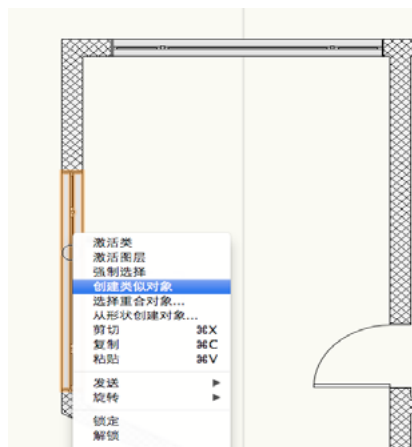 激活类
激活图层
强制选择
创建类似对象
选择重合对象...
从形状创建对象...
剪切 ⌘X
复制 ⌘C
粘贴 ⌘V
发送 ▶
旋转 ▶
锁定
解锁